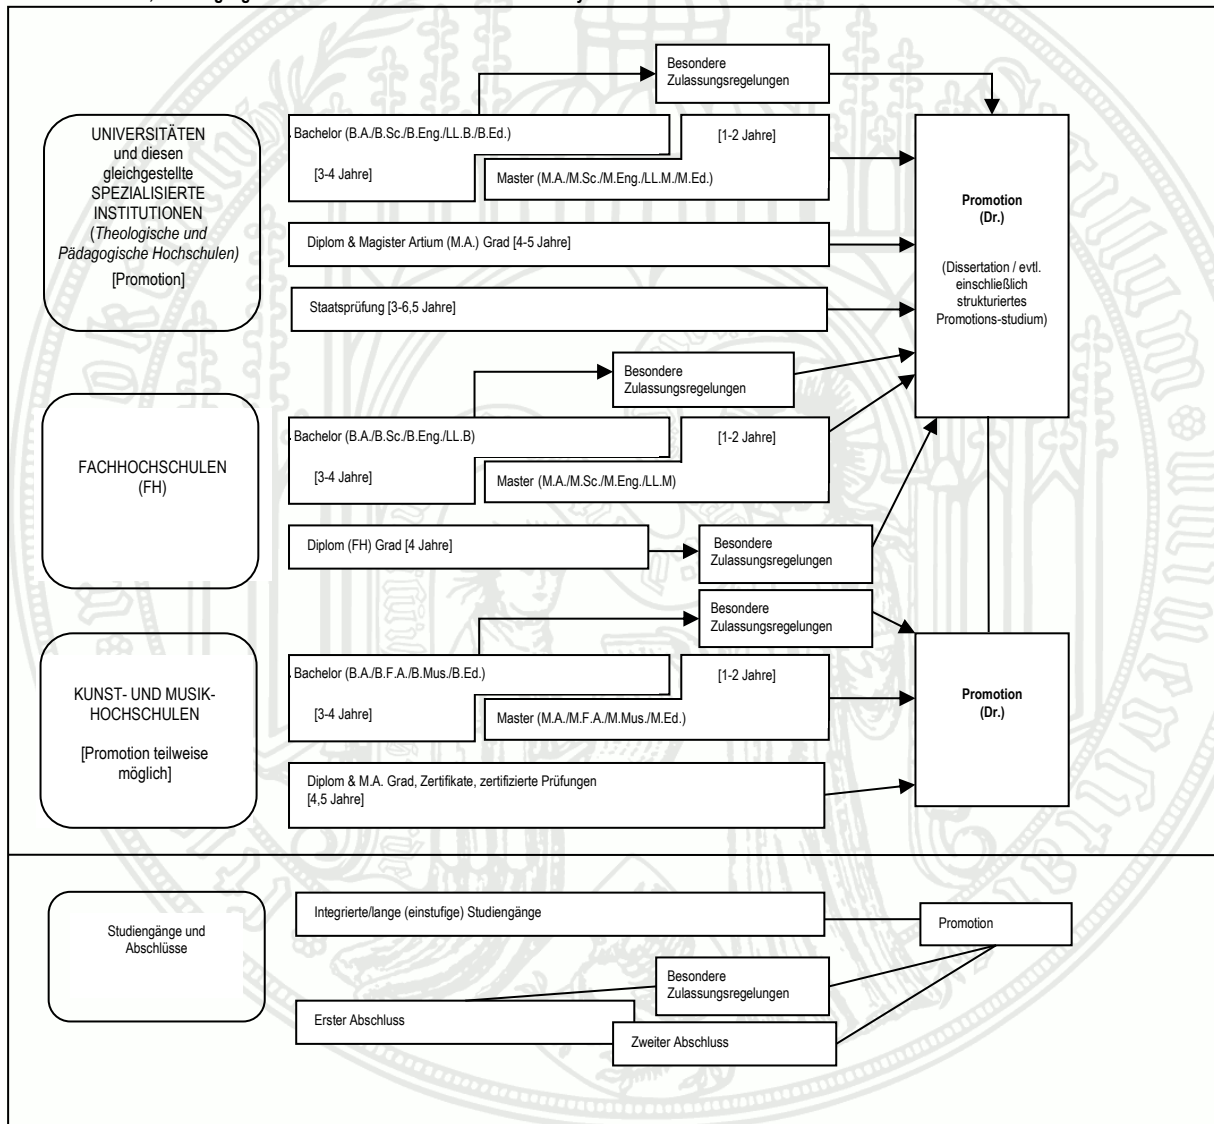 Besondere
Zulassungsregelungen
UNIVERSITÄTEN
und diesen
gleichgestellte
SPEZIALISIERTE
INSTITUTIONEN
(Theologische und
Pädagogische Hochschulen)
[Promotion]
Bachelor (B.A./B.Sc./B.Eng./LL.B./B.Ed.)
[3-4 Jahre]
[1-2 Jahre]
Master (M.A./M.Sc./M.Eng./LL.M./M.Ed.)
Diplom & Magister Artium (M.A.) Grad [4-5 Jahre]
Staatsprüfung [3-6,5 Jahre]
Promotion
(Dr.)
(Dissertation / evtl.
einschließlich
strukturiertes
Promotions-studium)
Besondere
Zulassungsregelungen
FACHHOCHSCHULEN
(FH)
Bachelor (B.A./B.Sc./B.Eng./LL.B)
[3-4 Jahre]
[1-2 Jahre]
Master (M.A./M.Sc./M.Eng./LL.M)
Diplom (FH) Grad [4 Jahre]
Besondere
Zulassungsregelungen
Besondere
Zulassungsregelungen
KUNST- UND MUSIK-
HOCHSCHULEN
[Promotion teilweise
möglich]
Bachelor (B.A./B.F.A./B.Mus./B.Ed.)
[3-4 Jahre]
[1-2 Jahre]
Master (M.A./M.F.A./M.Mus./M.Ed.)
Diplom & M.A. Grad, Zertifikate, zertifizierte Prüfungen
[4,5 Jahre]
Promotion
(Dr.)
Studiengänge und
Abschlüsse
Integrierte/lange (einstufige) Studiengänge
Promotion
Besondere
Zulassungsregelungen
Erster Abschluss
Zweiter Abschluss